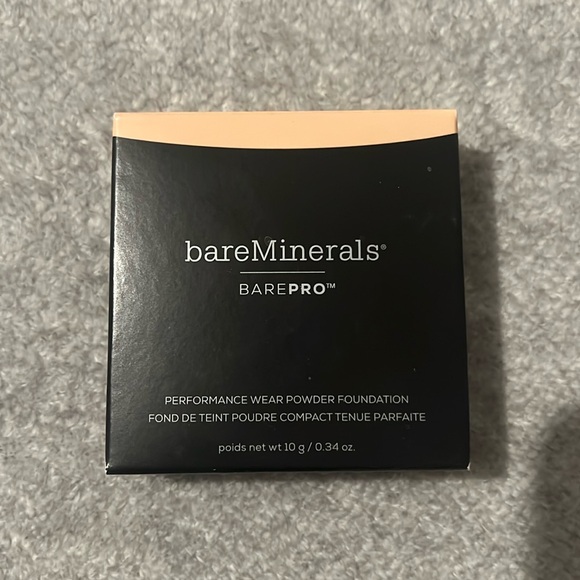 bareMinerals®
BAREPRO™
PERFORMANCE WEAR POWDER FOUNDATION
FOND DE TEINT POUDRE COMPACT TENUE PARFAITE
poids net wt 10 g / 0.34 oz.